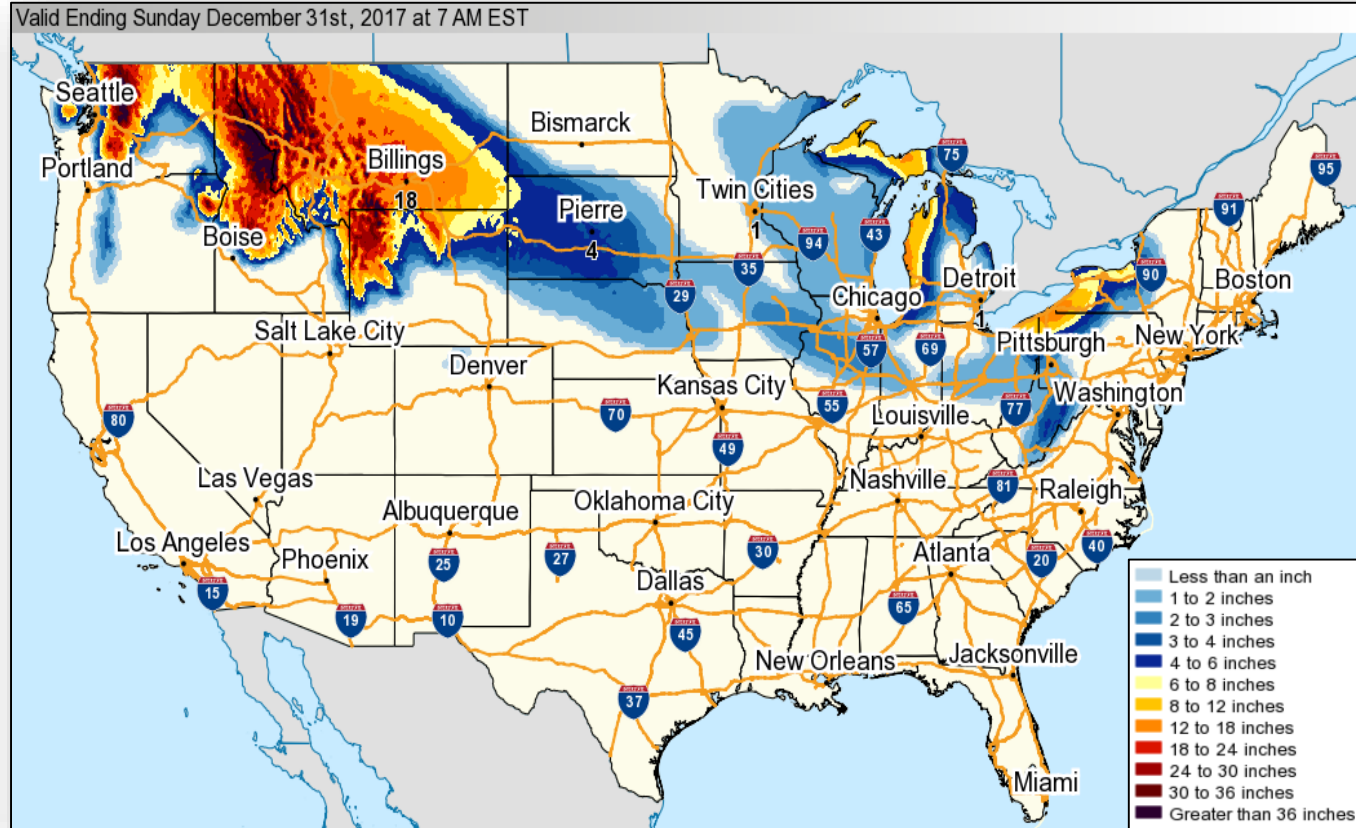 Valid Ending Sunday December 31st, 2017 at 7 AM EST
Seattle
Portland
Billings
18
Bismarck
Boise
Pierre
4
Twin Cities
1
75
95
91
94
43
35
29
90
Detroit
1
Boston
Chicago
Salt Lake City
57
69
Pittsburgh
New York
Denver
Kansas City
80
70
55
Louisville
77
Washington
49
Las Vegas
Albuquerque
Oklahoma City
Nashville
81
Raleigh
Los Angeles
Phoenix
25
27
30
Atlanta
20
40
15
Dallas
19
10
65
45
New Orleans
Jacksonville
37
Miami
Less than an inch
1 to 2 inches
2 to 3 inches
3 to 4 inches
4 to 6 inches
6 to 8 inches
8 to 12 inches
12 to 18 inches
18 to 24 inches
24 to 30 inches
30 to 36 inches
Greater than 36 inches